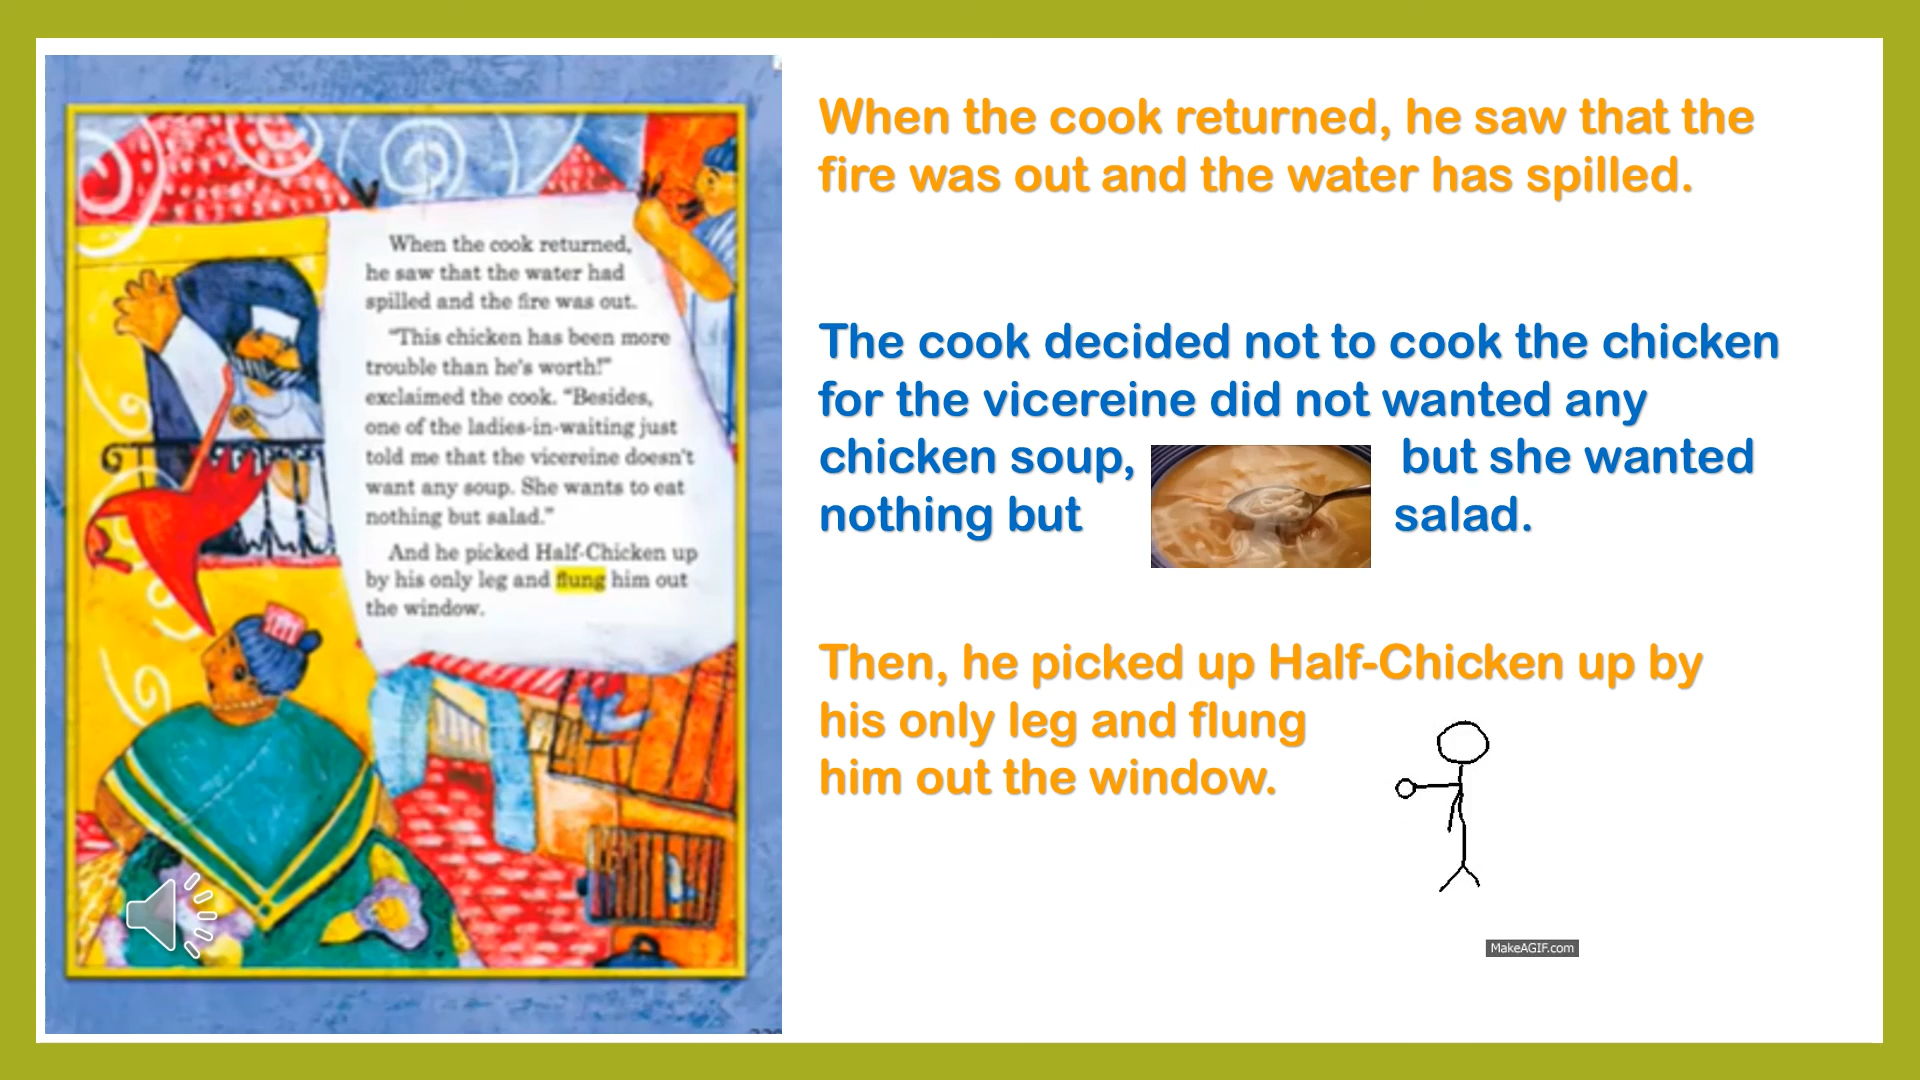 When the cook returned,
he saw that the water had
spilled and the fire was out.
"This chicken has been more
trouble than he's worth!"
exclaimed the cook. "Besides,
one of the ladies-in-waiting just
told me that the vicereine doesn't
want any soup. She wants to eat
nothing but salad."
And he picked Half-Chicken up
by his only leg and flung him out
the window.
When the cook returned, he saw that the
fire was out and the water has spilled.
The cook decided not to cook the chicken
for the vicereine did not wanted any
chicken soup, but she wanted
nothing but salad.
Then, he picked up Half-Chicken up by
his only leg and flung
him out the window.
MakeAGIF.com